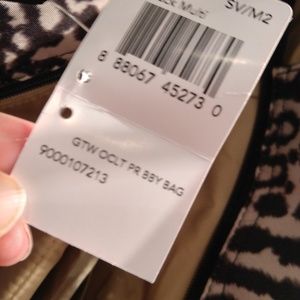 SV/M2
8 88067 45273 0
GTW OCLT PR BBY BAG
9000107213